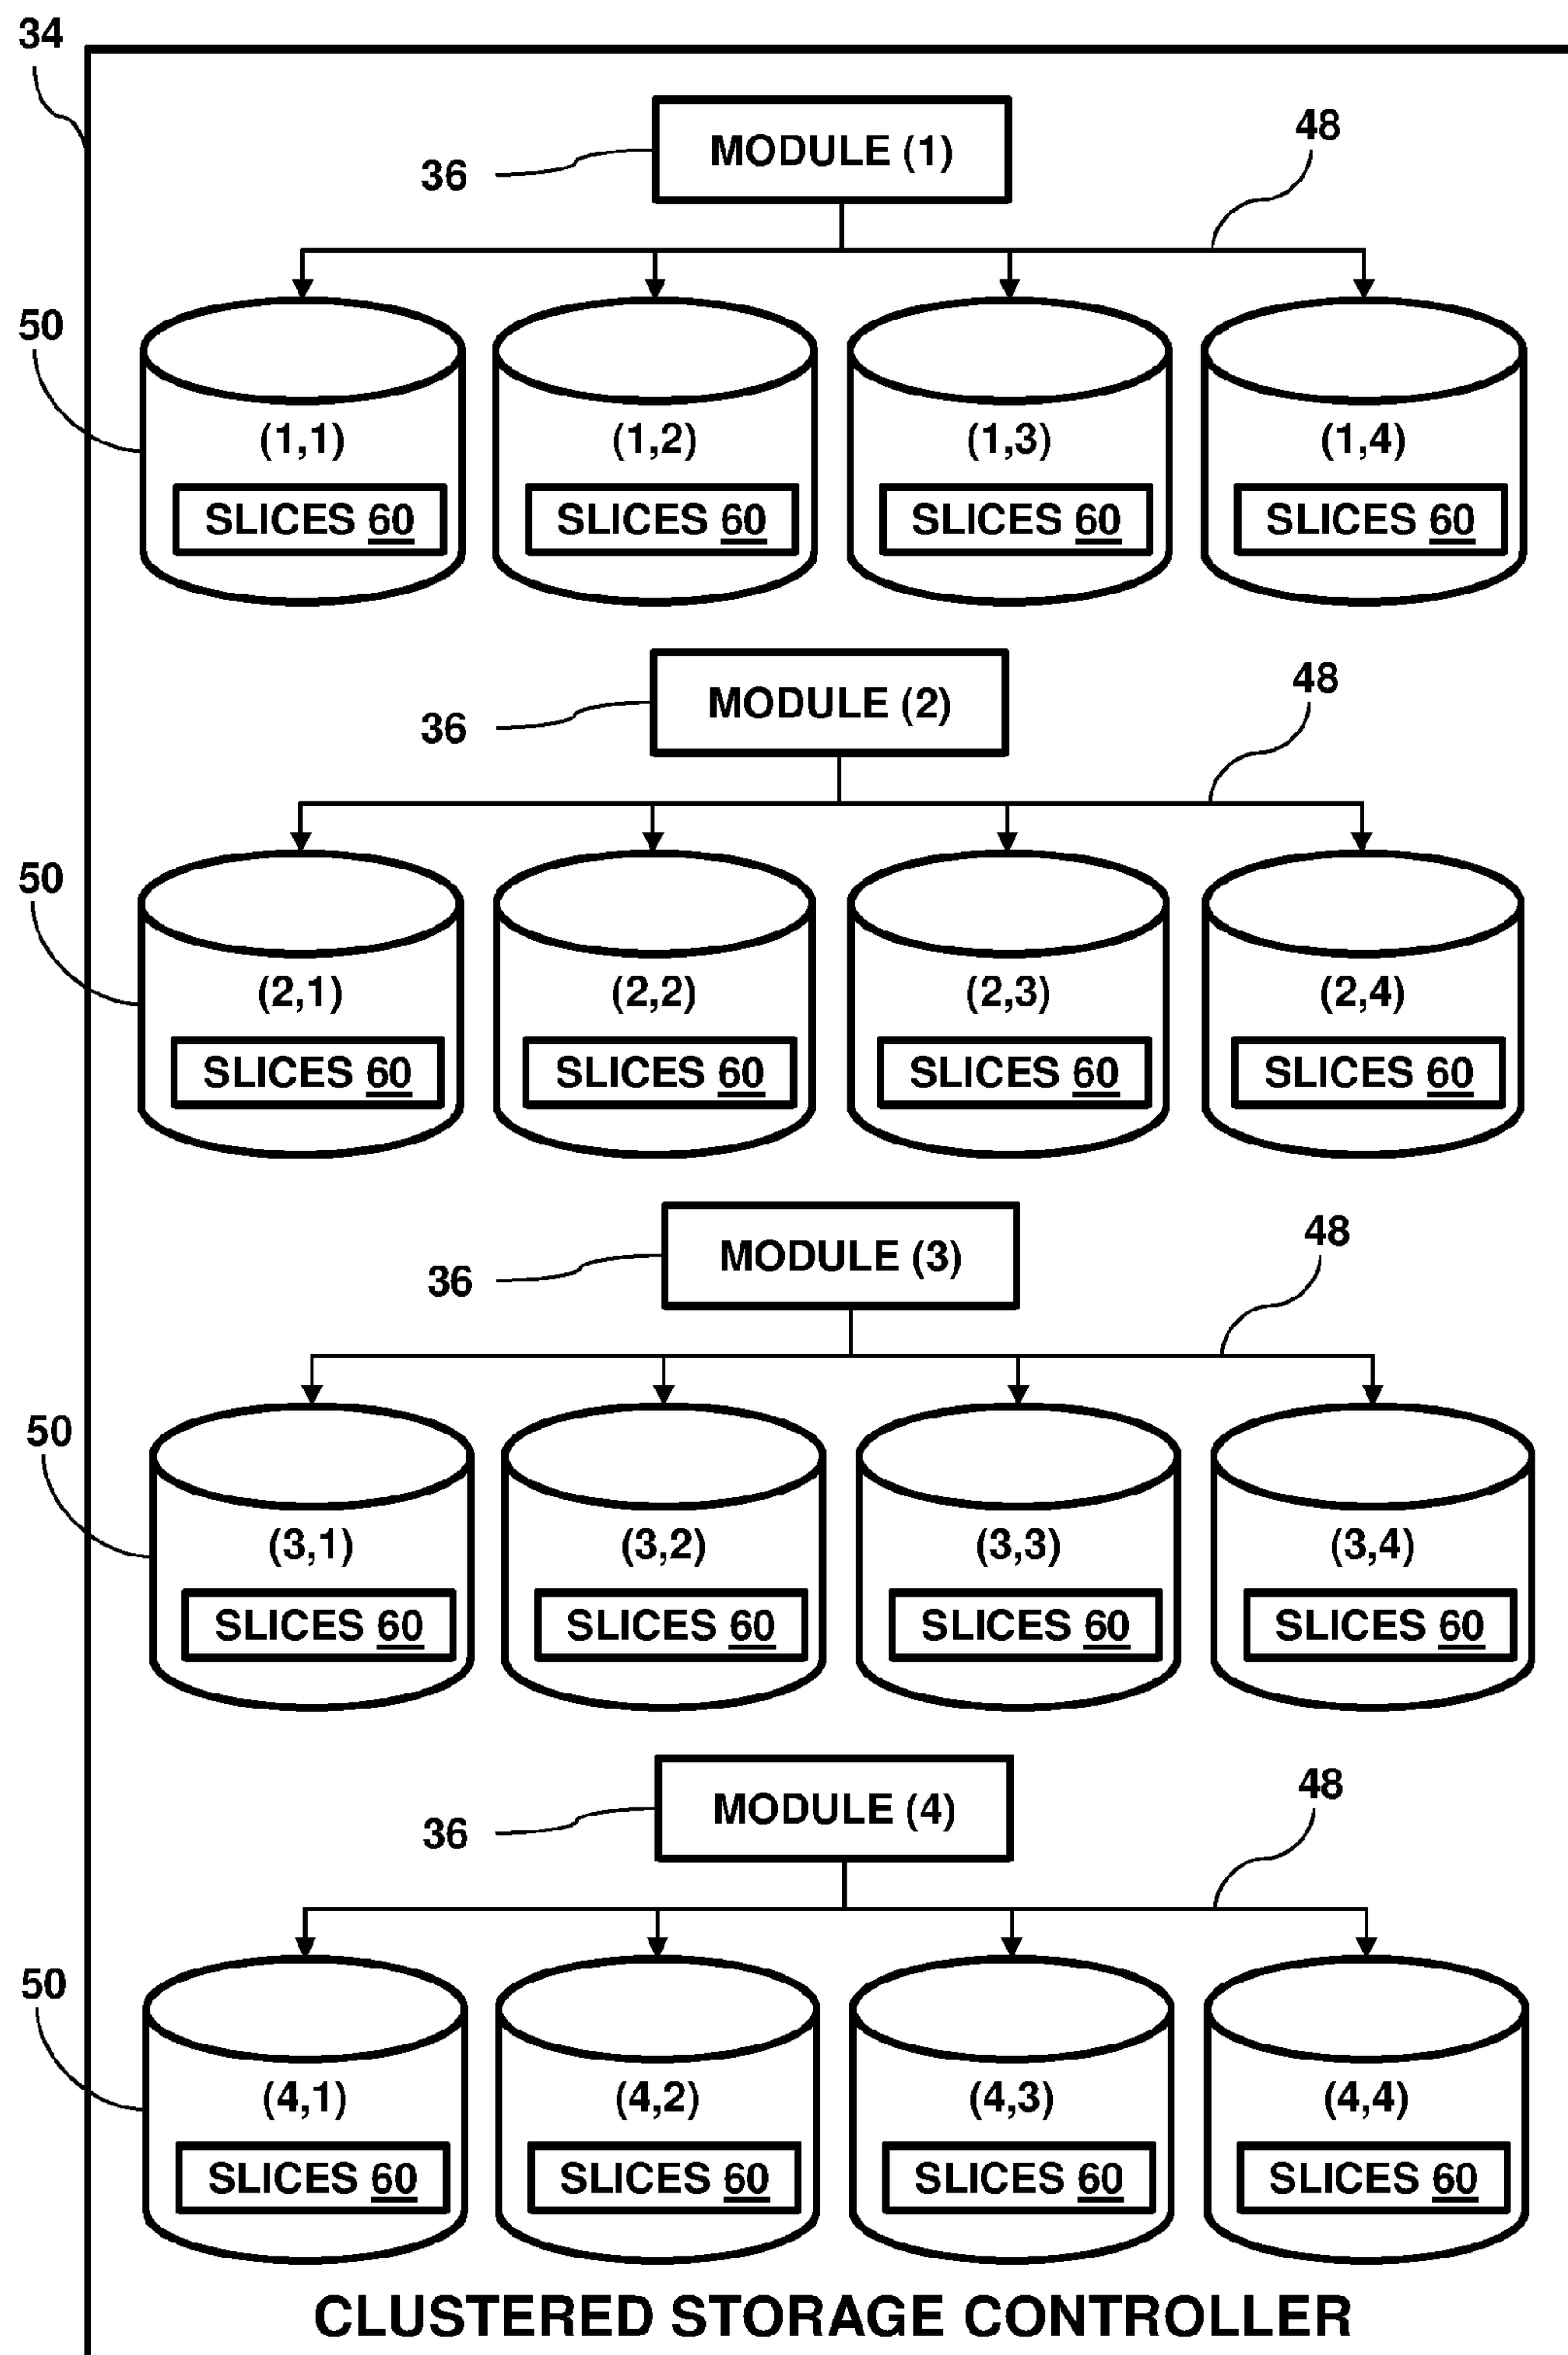 34
MODULE (1)
48
36
50
(1,1) (1,2) (1,3) (1,4)
SLICES 60 SLICES 60 SLICES 60 SLICES 60
MODULE (2)
48
36
50
(2,1) (2,2) (2,3) (2,4)
SLICES 60 SLICES 60 SLICES 60 SLICES 60
MODULE (3)
48
36
50
(3,1) (3,2) (3,3) (3,4)
SLICES 60 SLICES 60 SLICES 60 SLICES 60
MODULE (4)
48
36
50
(4,1) (4,2) (4,3) (4,4)
SLICES 60 SLICES 60 SLICES 60 SLICES 60
CLUSTERED STORAGE CONTROLLER